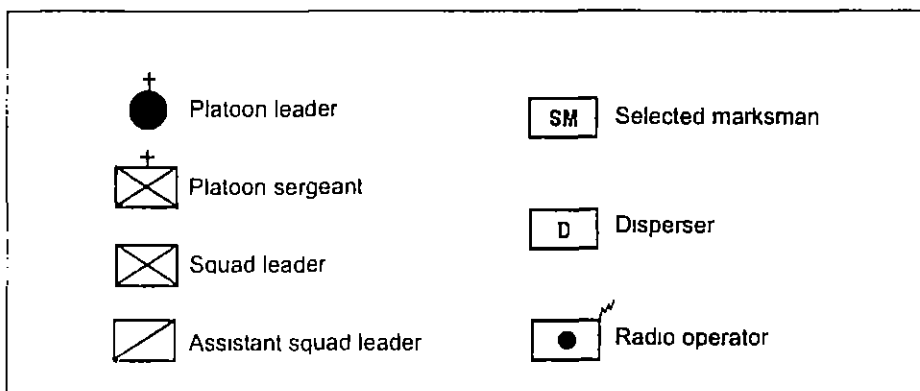 Platoon leader
Platoon sergeant
Squad leader
Assistant squad leader
SM Selected marksman
D Disperser
Radio operator